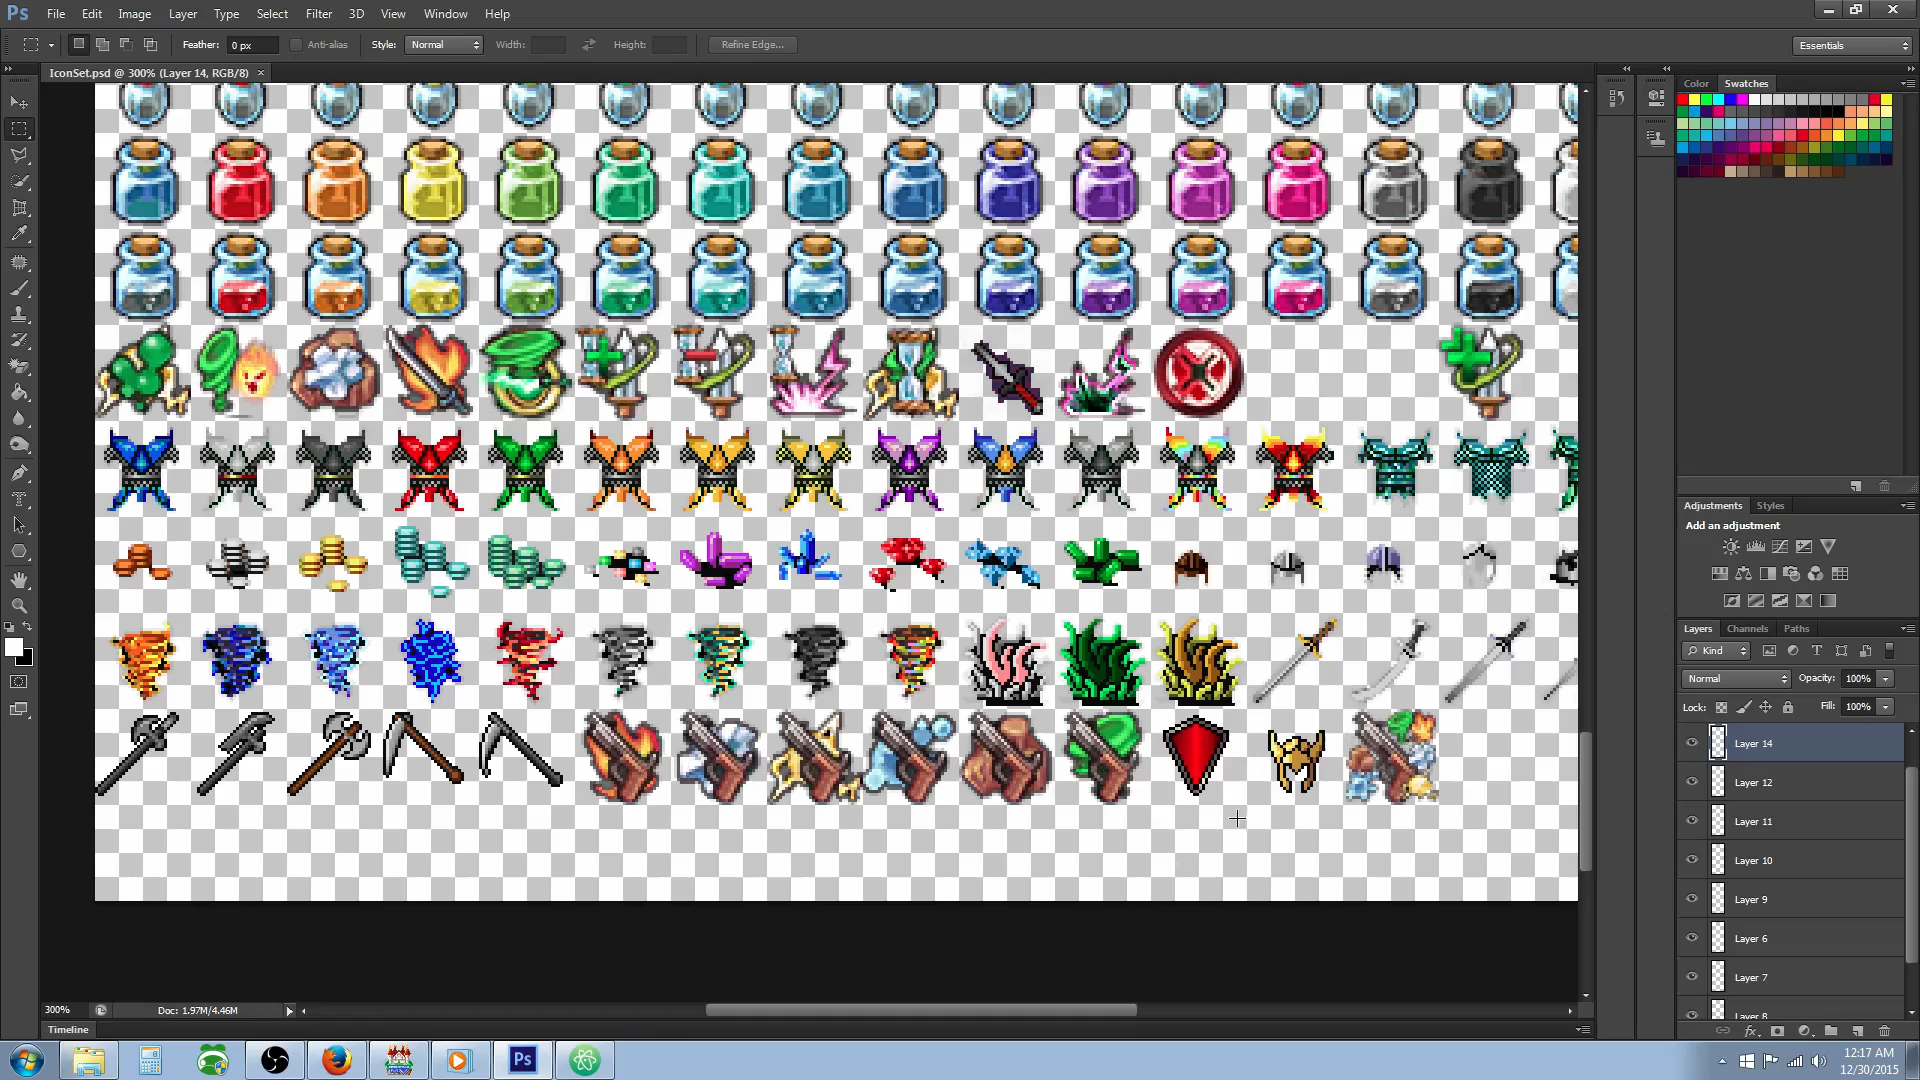 Ps File Edit Image Layer Type Select Filter 3D View Window Help
Feather: 0 px Anti-alias Style: Normal Width: Height: Refine Edge... Essentials
IconSet.psd @ 300% (Layer 14, RGB/8) ×
Color Swatches
Adjustments Styles
Add an adjustment
Layers Channels Paths
Kind
Normal Opacity: 100%
Lock: Fill: 100%
Layer 14
Layer 12
Layer 11
Layer 10
Layer 9
Layer 6
Layer 7
Layer 8
300% Doc: 1.97M/4.46M
Timeline
Ps
12:17 AM
12/30/2015